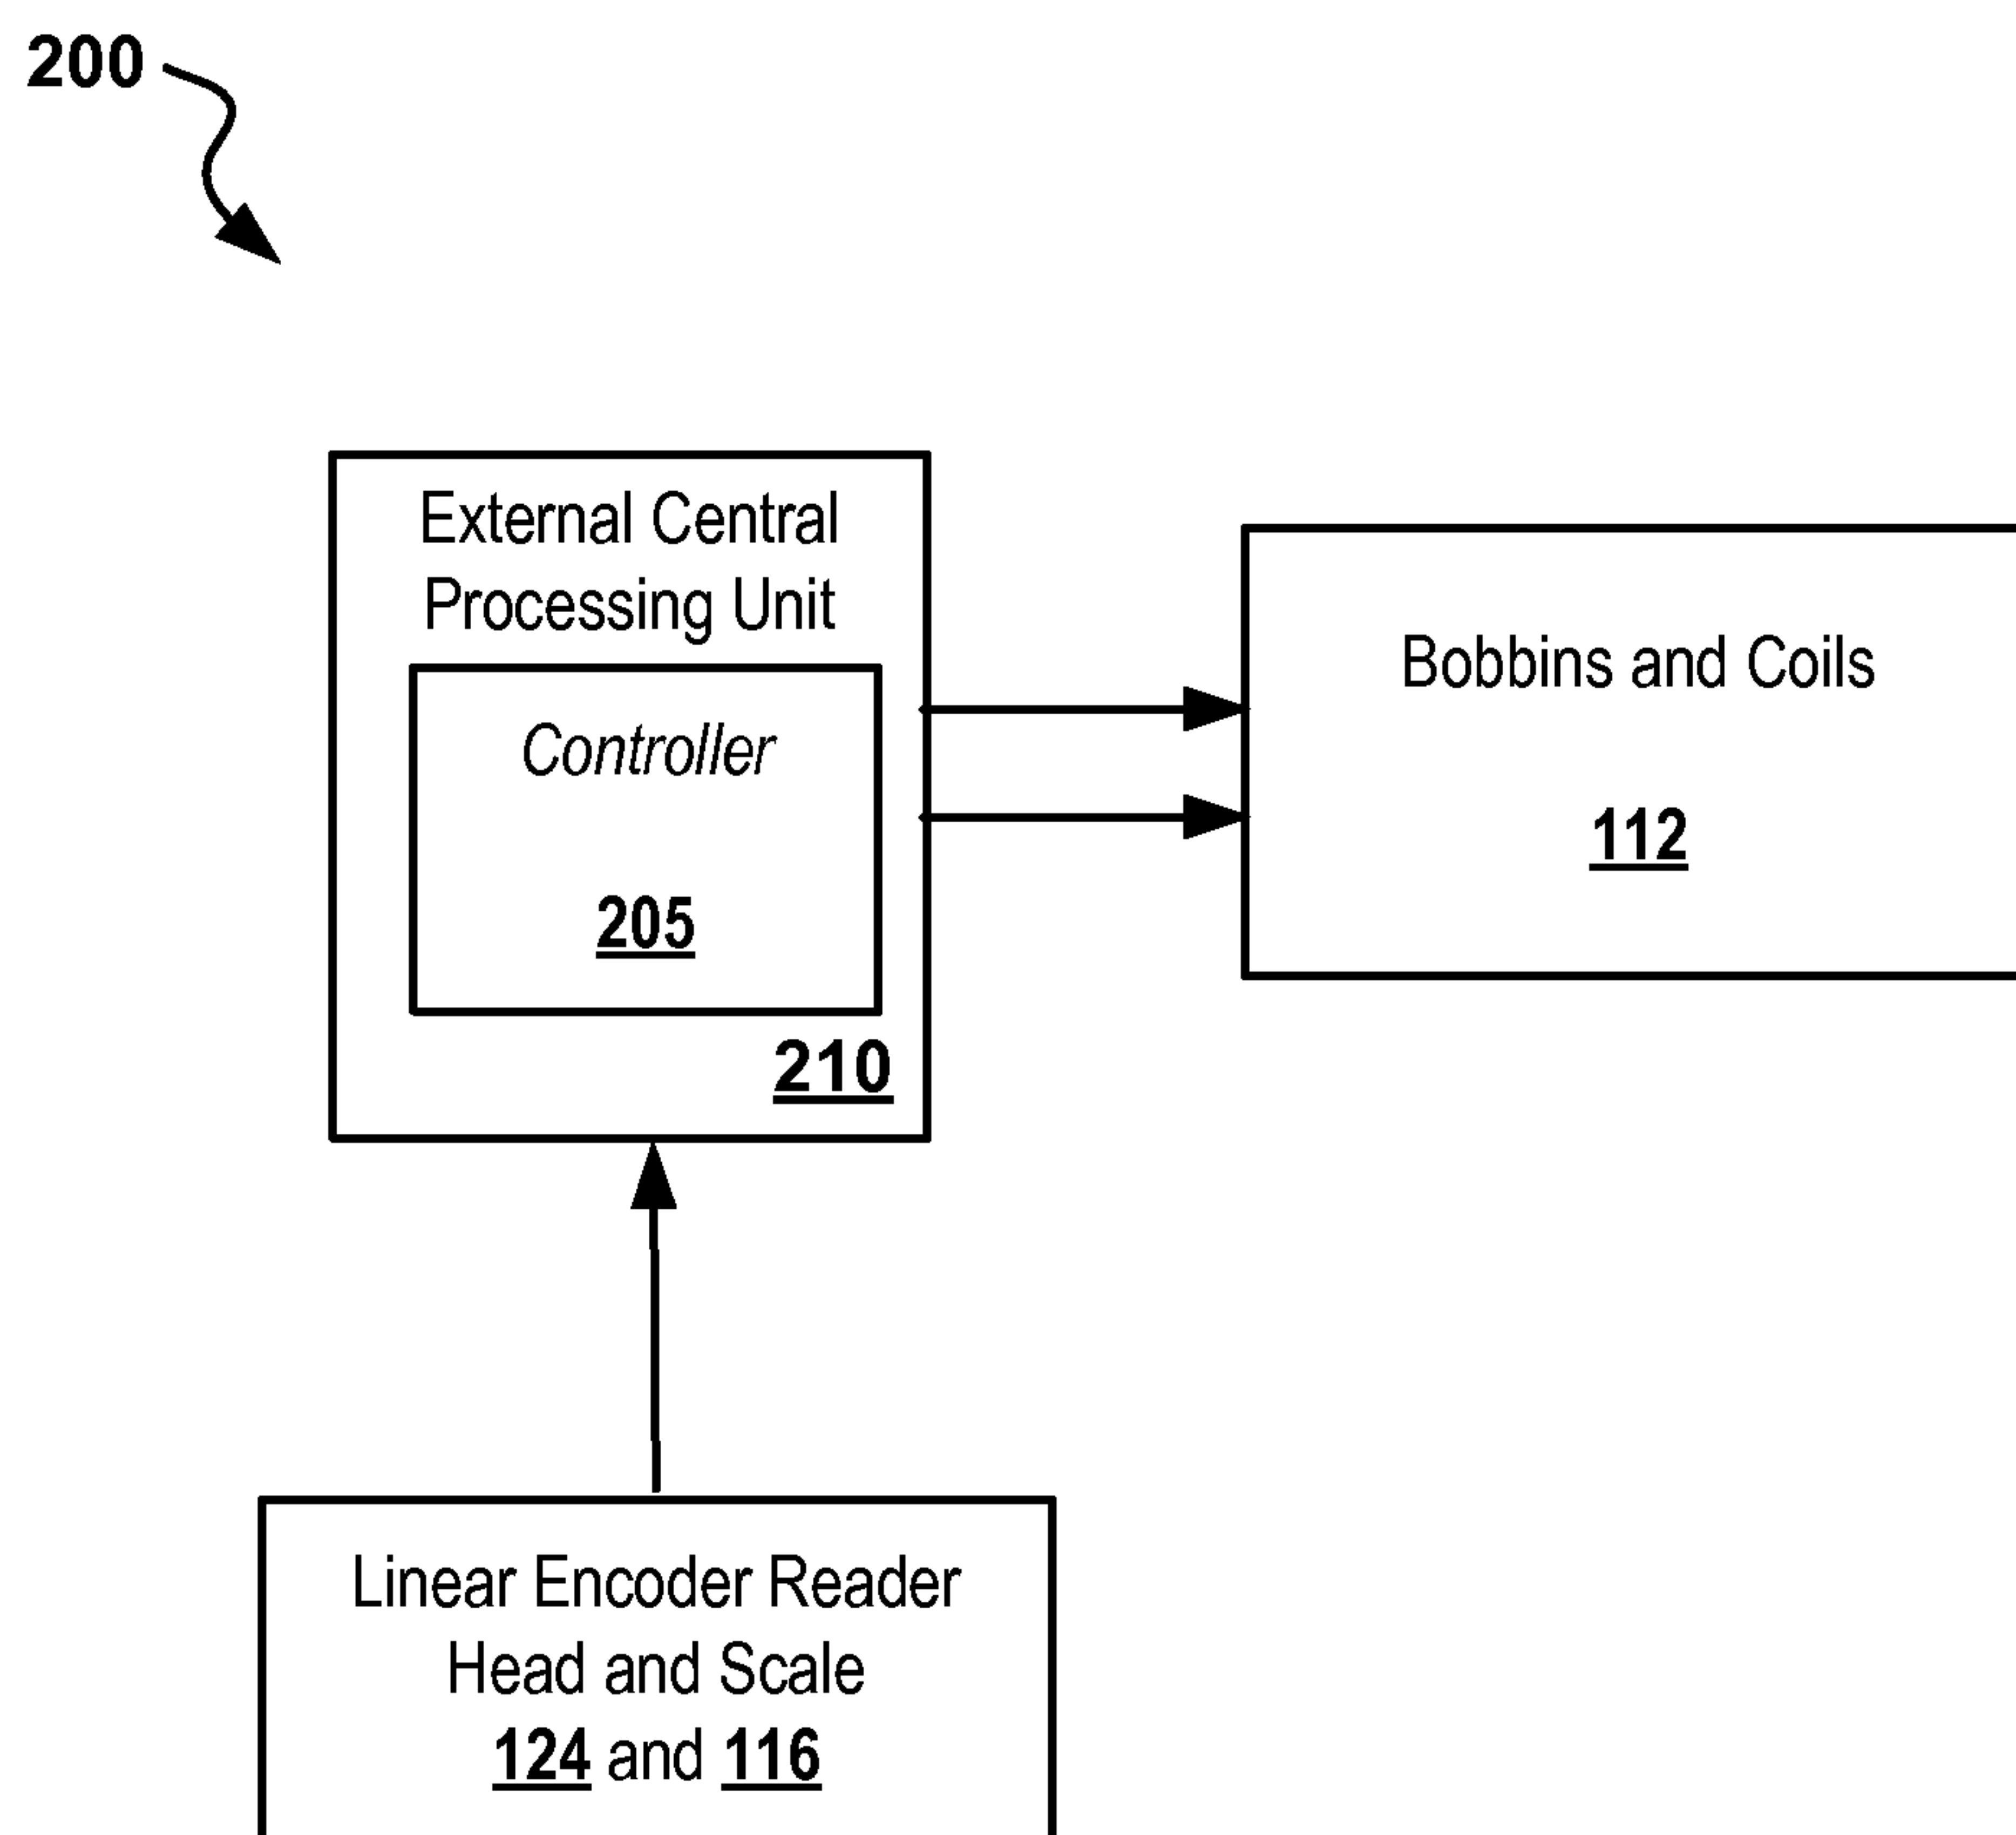 200
External Central
Processing Unit
Controller
205
210
Bobbins and Coils
112
Linear Encoder Reader
Head and Scale
124 and 116